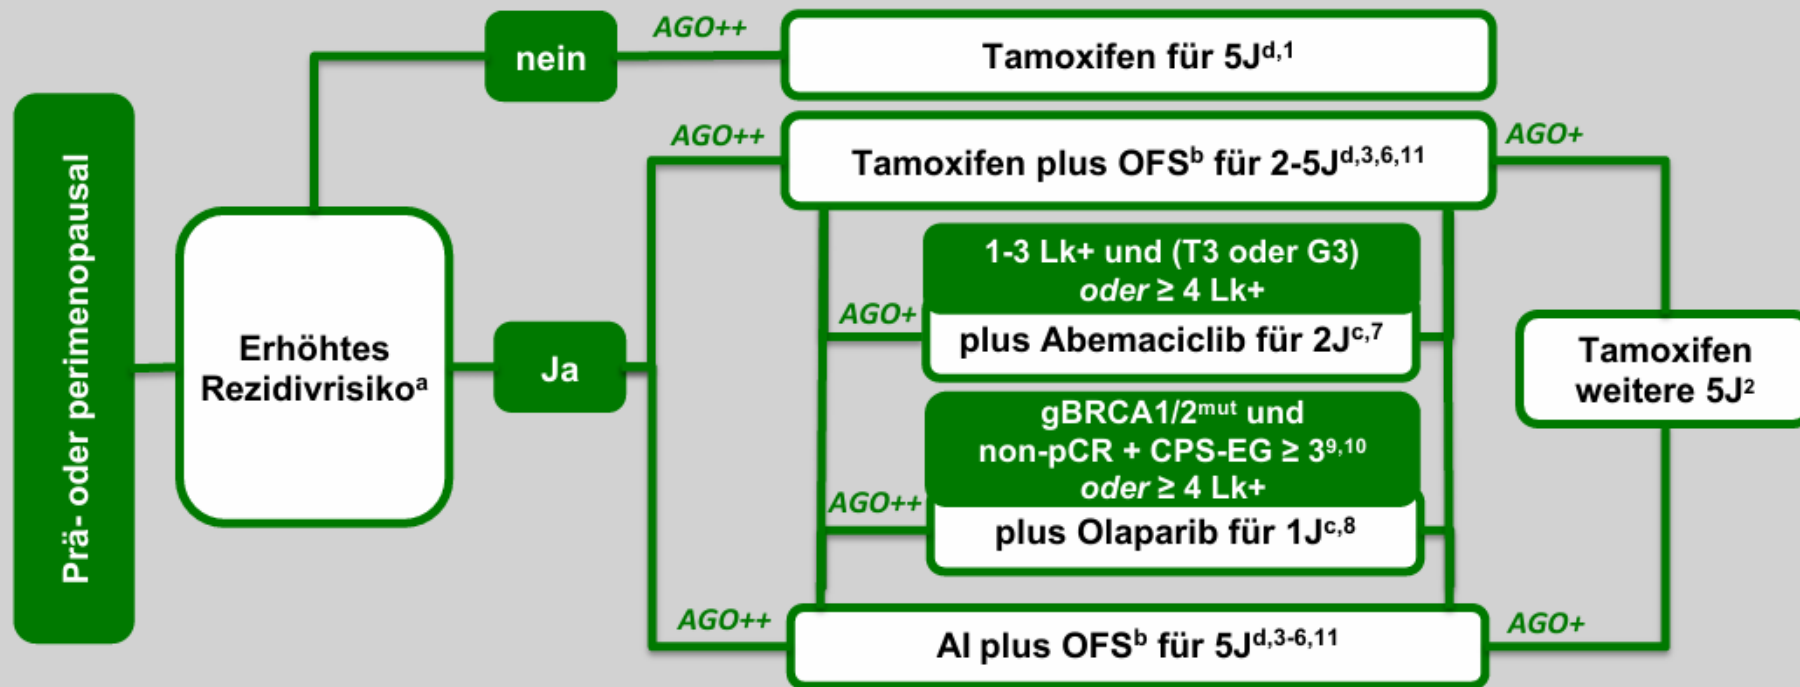 Prä- oder perimenopausal
Erhöhtes
Rezidivrisikoᵃ
nein
AGO++
Tamoxifen für 5Jᵈ,¹
Ja
AGO++
Tamoxifen plus OFSᵇ für 2-5Jᵈ,³,⁶,¹¹
AGO+
1-3 Lk+ und (T3 oder G3)
oder ≥ 4 Lk+
AGO+
plus Abemaciclib für 2Jᶜ,⁷
gBRCA1/2ᵐᵘᵗ und
non-pCR + CPS-EG ≥ 3⁹,¹⁰
oder ≥ 4 Lk+
AGO++
plus Olaparib für 1Jᶜ,⁸
AGO++
AI plus OFSᵇ für 5Jᵈ,³⁻⁶,¹¹
AGO+
Tamoxifen
weitere 5J²